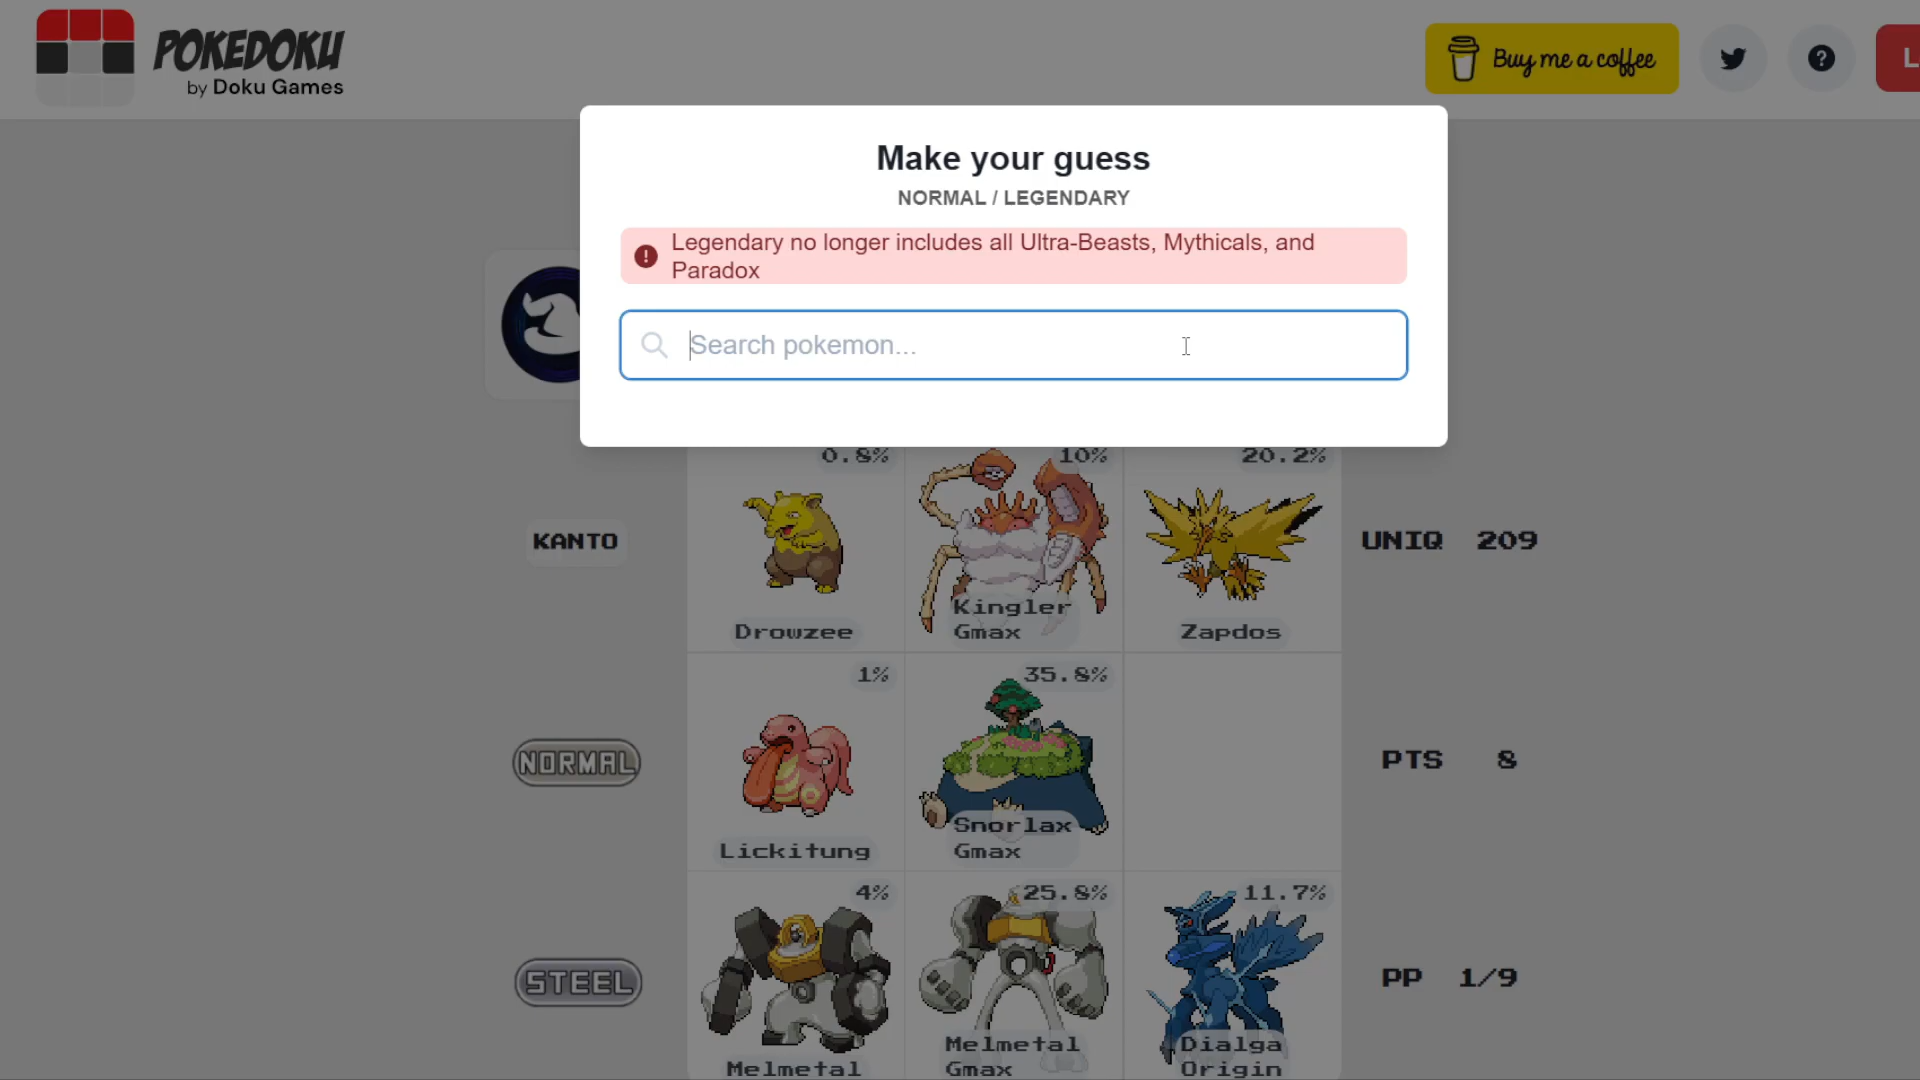 POKEDOKU
by Doku Games
Buy me a coffee
?
L
Make your guess
NORMAL / LEGENDARY
Legendary no longer includes all Ultra-Beasts, Mythicals, and
Paradox
Search pokemon...
0.8%
10%
20.2%
KANTO
Drowzee
Kingler
Gmax
Zapdos
UNIQ 209
1%
35.8%
NORMAL
Lickitung
Snorlax
Gmax
PTS 8
4%
25.8%
11.7%
STEEL
Melmetal
Melmetal
Gmax
Dialga
Origin
PP 1/9